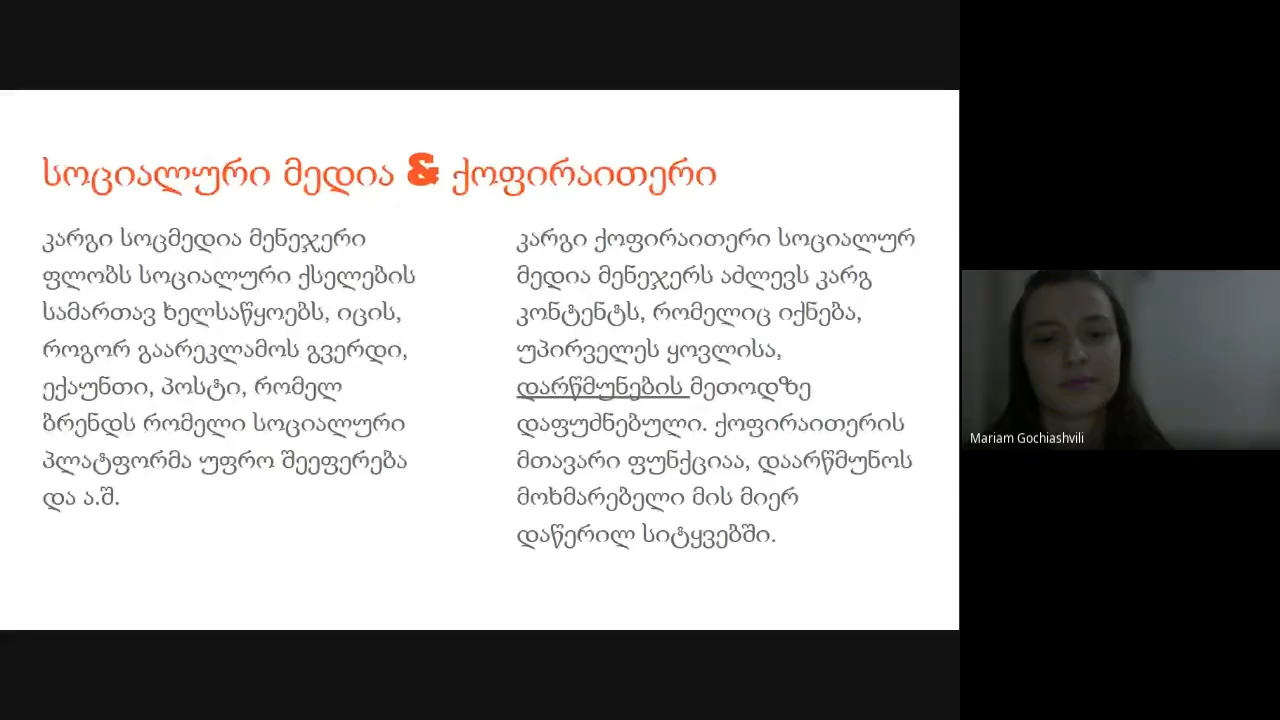 სოციალური მედია & ქოფირაითერი
კარგი სოცმედია მენეჯერი
ფლობს სოციალური ქსელების
სამართავ ხელსაწყოებს, იცის,
როგორ გაარეკლამოს გვერდი,
ექაუნთი, პოსტი, რომელ
ბრენდს რომელი სოციალური
პლატფორმა უფრო შეეფერება
და ა.შ.
კარგი ქოფირაითერი სოციალურ
მედია მენეჯერს აძლევს კარგ
კონტენტს, რომელიც იქნება,
უპირველეს ყოვლისა,
დარწმუნების მეთოდზე
დაფუძნებული. ქოფირაითერის
მთავარი ფუნქციაა, დაარწმუნოს
მოხმარებელი მის მიერ
დაწერილ სიტყვებში.
Mariam Gochiashvili